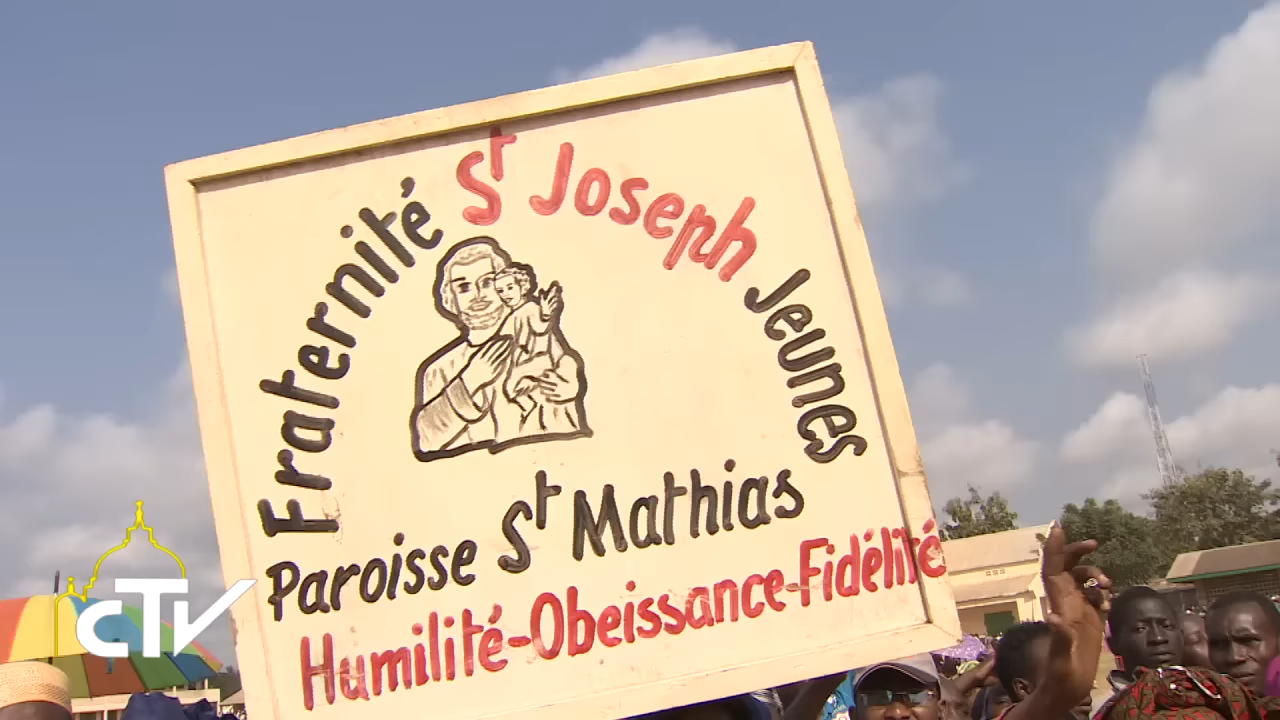 Fraternité St Joseph Jeunes
Paroisse St Mathias
Humilité-Obeissance-Fidélité
CTV